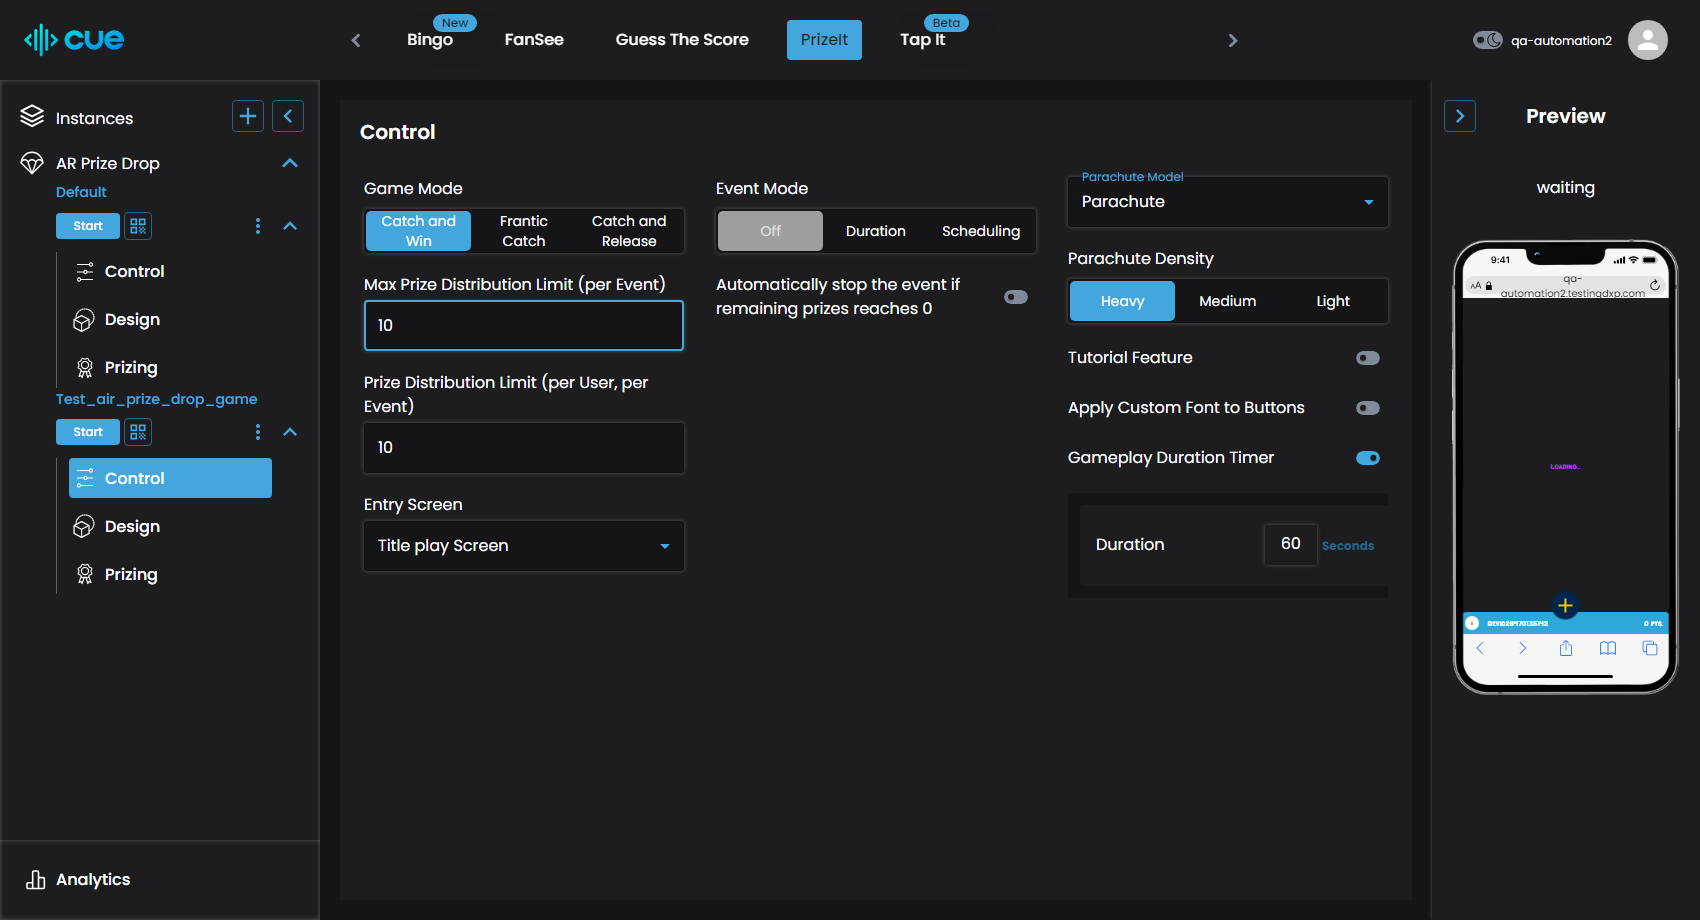 cue
New
Bingo
FanSee
Guess The Score
PrizeIt
Beta
Tap It
qa-automation2
Instances
AR Prize Drop
Default
Start
Control
Design
Prizing
Test_air_prize_drop_game
Start
Control
Design
Prizing
Analytics
Control
Game Mode
Catch and
Win
Frantic
Catch
Catch and
Release
Max Prize Distribution Limit (per Event)
10
Prize Distribution Limit (per User, per
Event)
10
Entry Screen
Title play Screen
Event Mode
Off
Duration
Scheduling
Automatically stop the event if
remaining prizes reaches 0
Parachute Model
Parachute
Parachute Density
Heavy
Medium
Light
Tutorial Feature
Apply Custom Font to Buttons
Gameplay Duration Timer
Duration
60
Seconds
Preview
waiting
9:41
AA
qa-
automation2.testingdxp.com
Loading..
0 PTS.